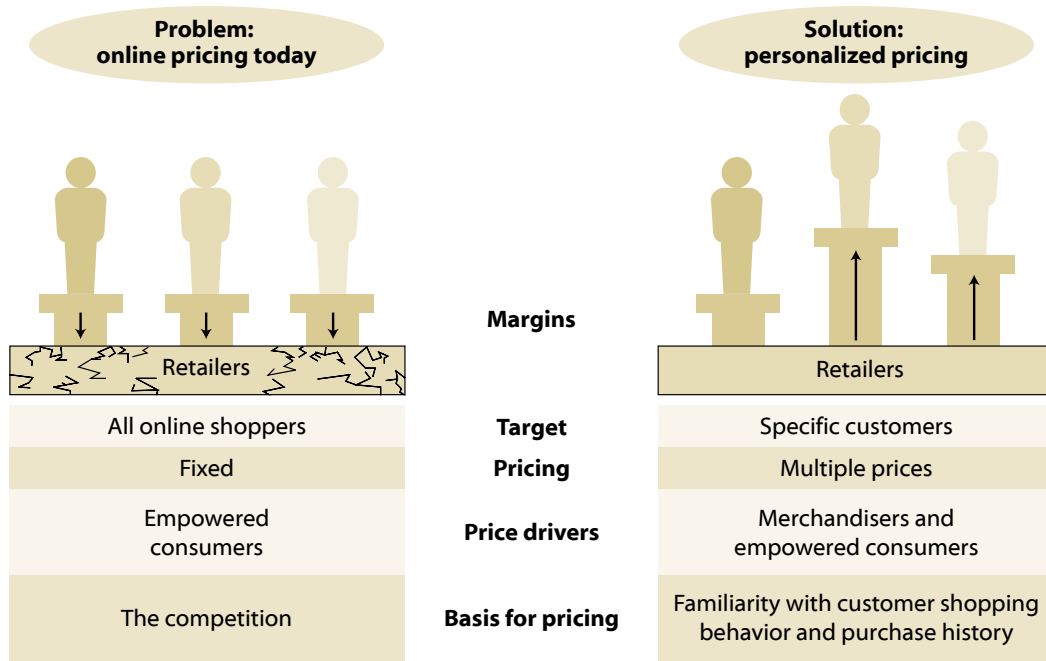 Problem:
online pricing today
Solution:
personalized pricing
Margins
Retailers
Retailers
All online shoppers
Target
Specific customers
Fixed
Pricing
Multiple prices
Empowered
consumers
Price drivers
Merchandisers and
empowered consumers
The competition
Basis for pricing
Familiarity with customer shopping
behavior and purchase history